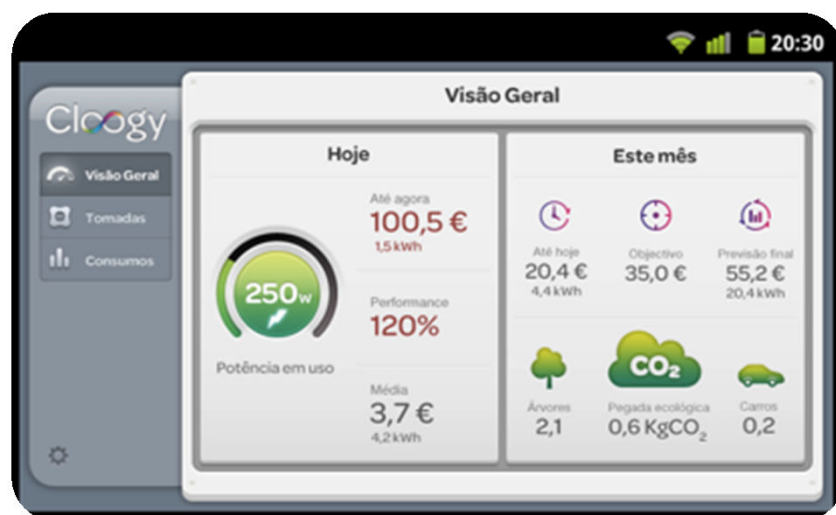 20:30
Cloogy
Visão Geral
Tomadas
Consumos
Visão Geral
Hoje
Até agora
100,5 €
1,5 kWh
250w
Potência em uso
Performance
120%
Média
3,7 €
4,2 kWh
Este mês
Até hoje
20,4 €
4,4 kWh
Objectivo
35,0 €
Previsão final
55,2 €
20,4 kWh
Árvores
2,1
CO₂
Pegada ecológica
0,6 KgCO₂
Carros
0,2